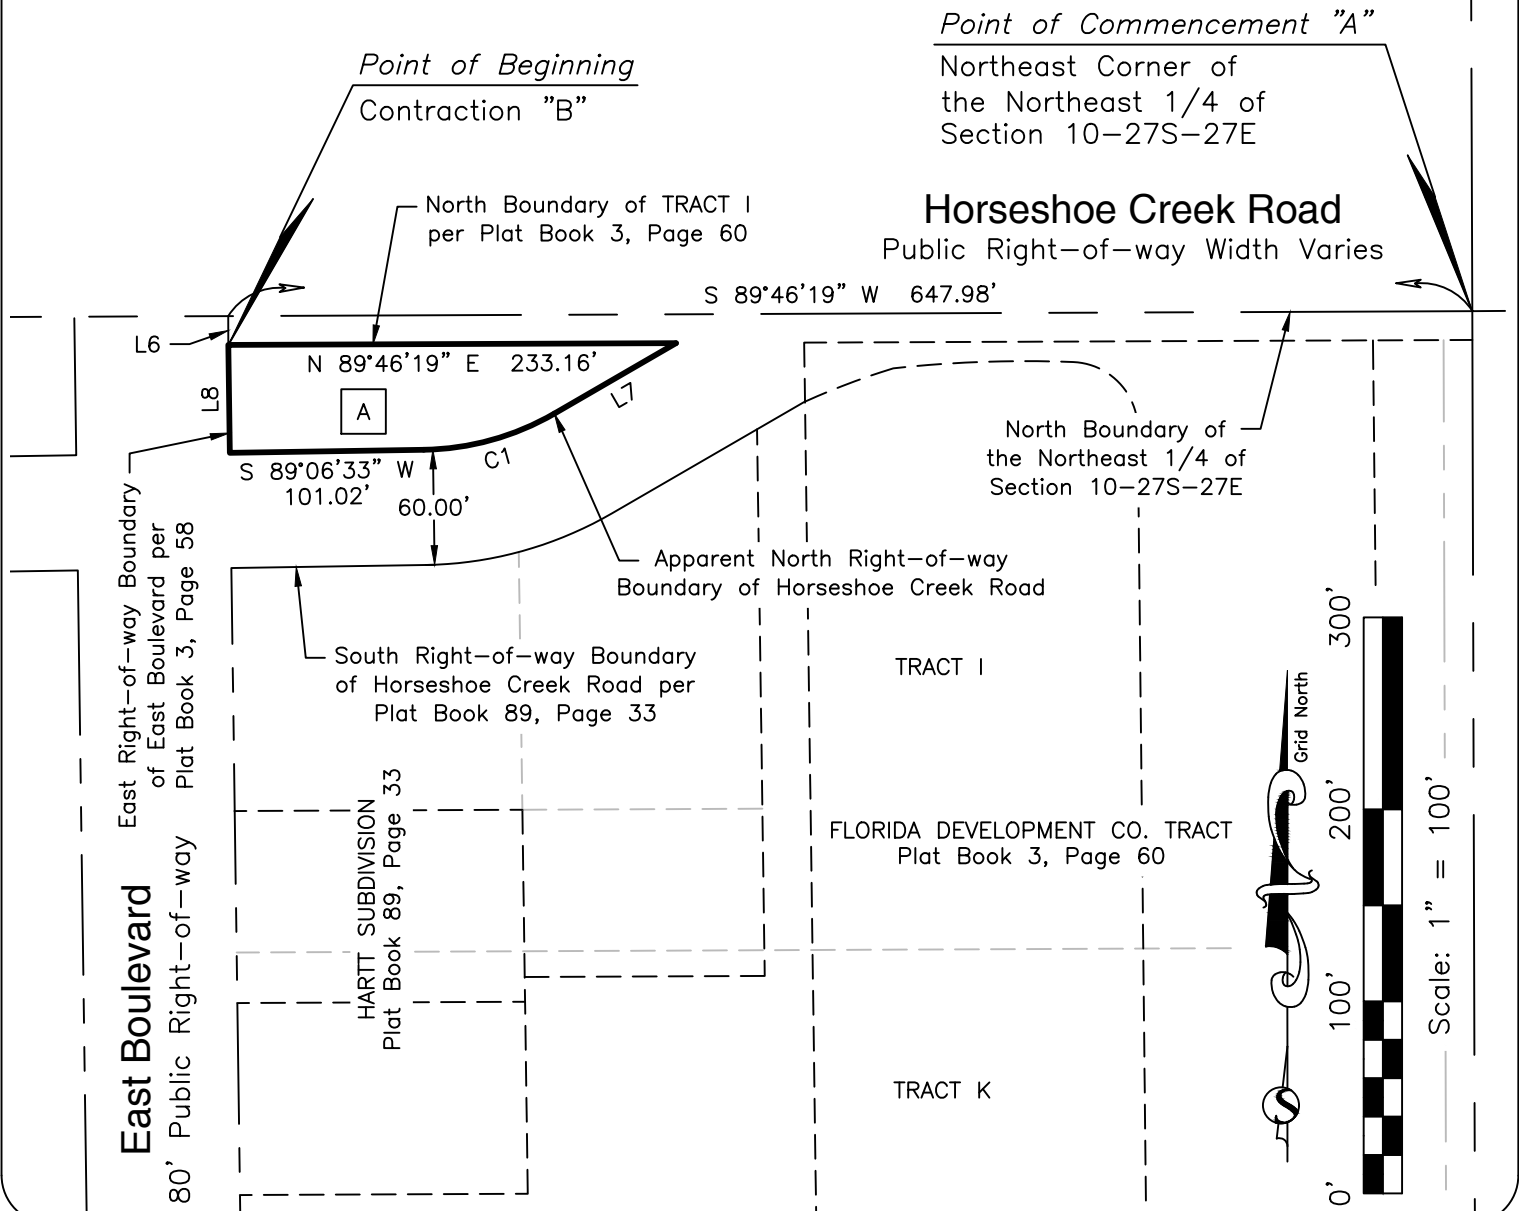 Point of Commencement "A"
Northeast Corner of
the Northeast 1/4 of
Section 10-27S-27E
Point of Beginning
Contraction "B"
North Boundary of TRACT I
per Plat Book 3, Page 60
Horseshoe Creek Road
Public Right-of-way Width Varies
S 89°46'19" W 647.98'
L6
N 89°46'19" E 233.16'
L8
A
L7
C1
S 89°06'33" W
101.02'
60.00'
North Boundary of
the Northeast 1/4 of
Section 10-27S-27E
Apparent North Right-of-way
Boundary of Horseshoe Creek Road
East Right-of-way Boundary
of East Boulevard per
Plat Book 3, Page 58
South Right-of-way Boundary
of Horseshoe Creek Road per
Plat Book 89, Page 33
TRACT I
FLORIDA DEVELOPMENT CO. TRACT
Plat Book 3, Page 60
HARTT SUBDIVISION
Plat Book 89, Page 33
East Boulevard
80' Public Right-of-way
TRACT K
Grid North
S
300'
200'
100'
0'
Scale: 1" = 100'